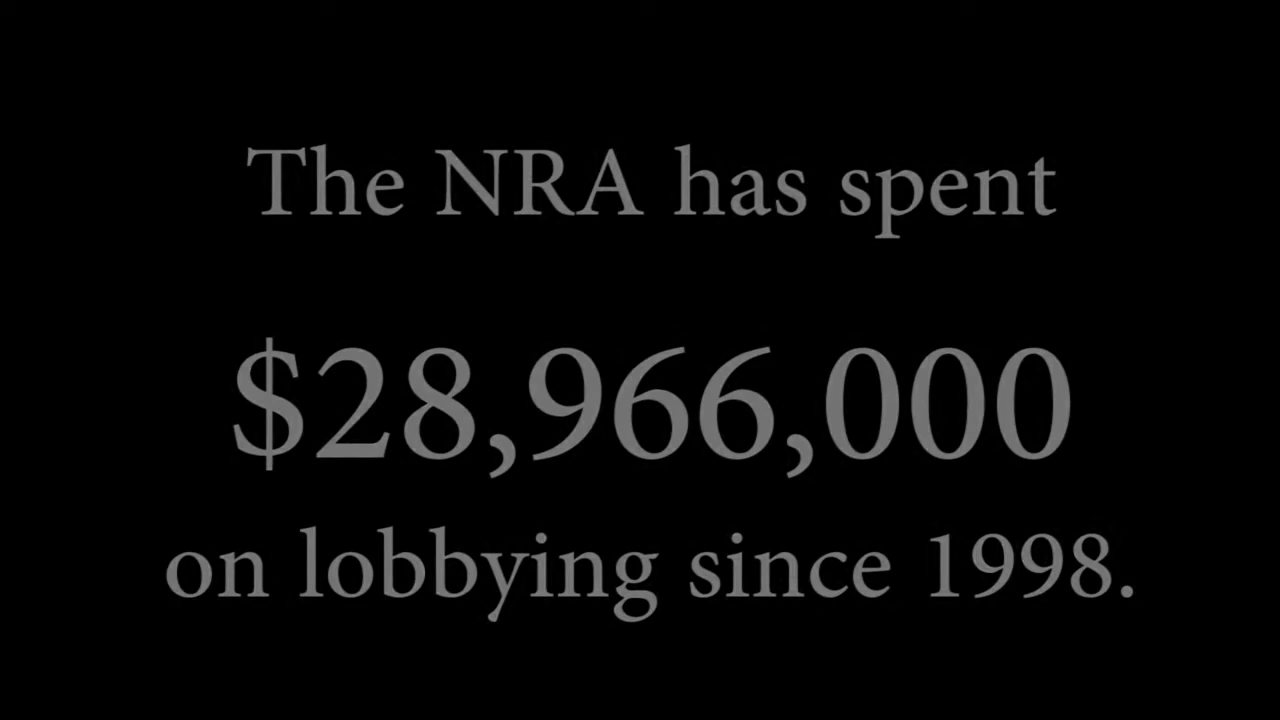 The NRA has spent
$28,966,000
on lobbying since 1998.